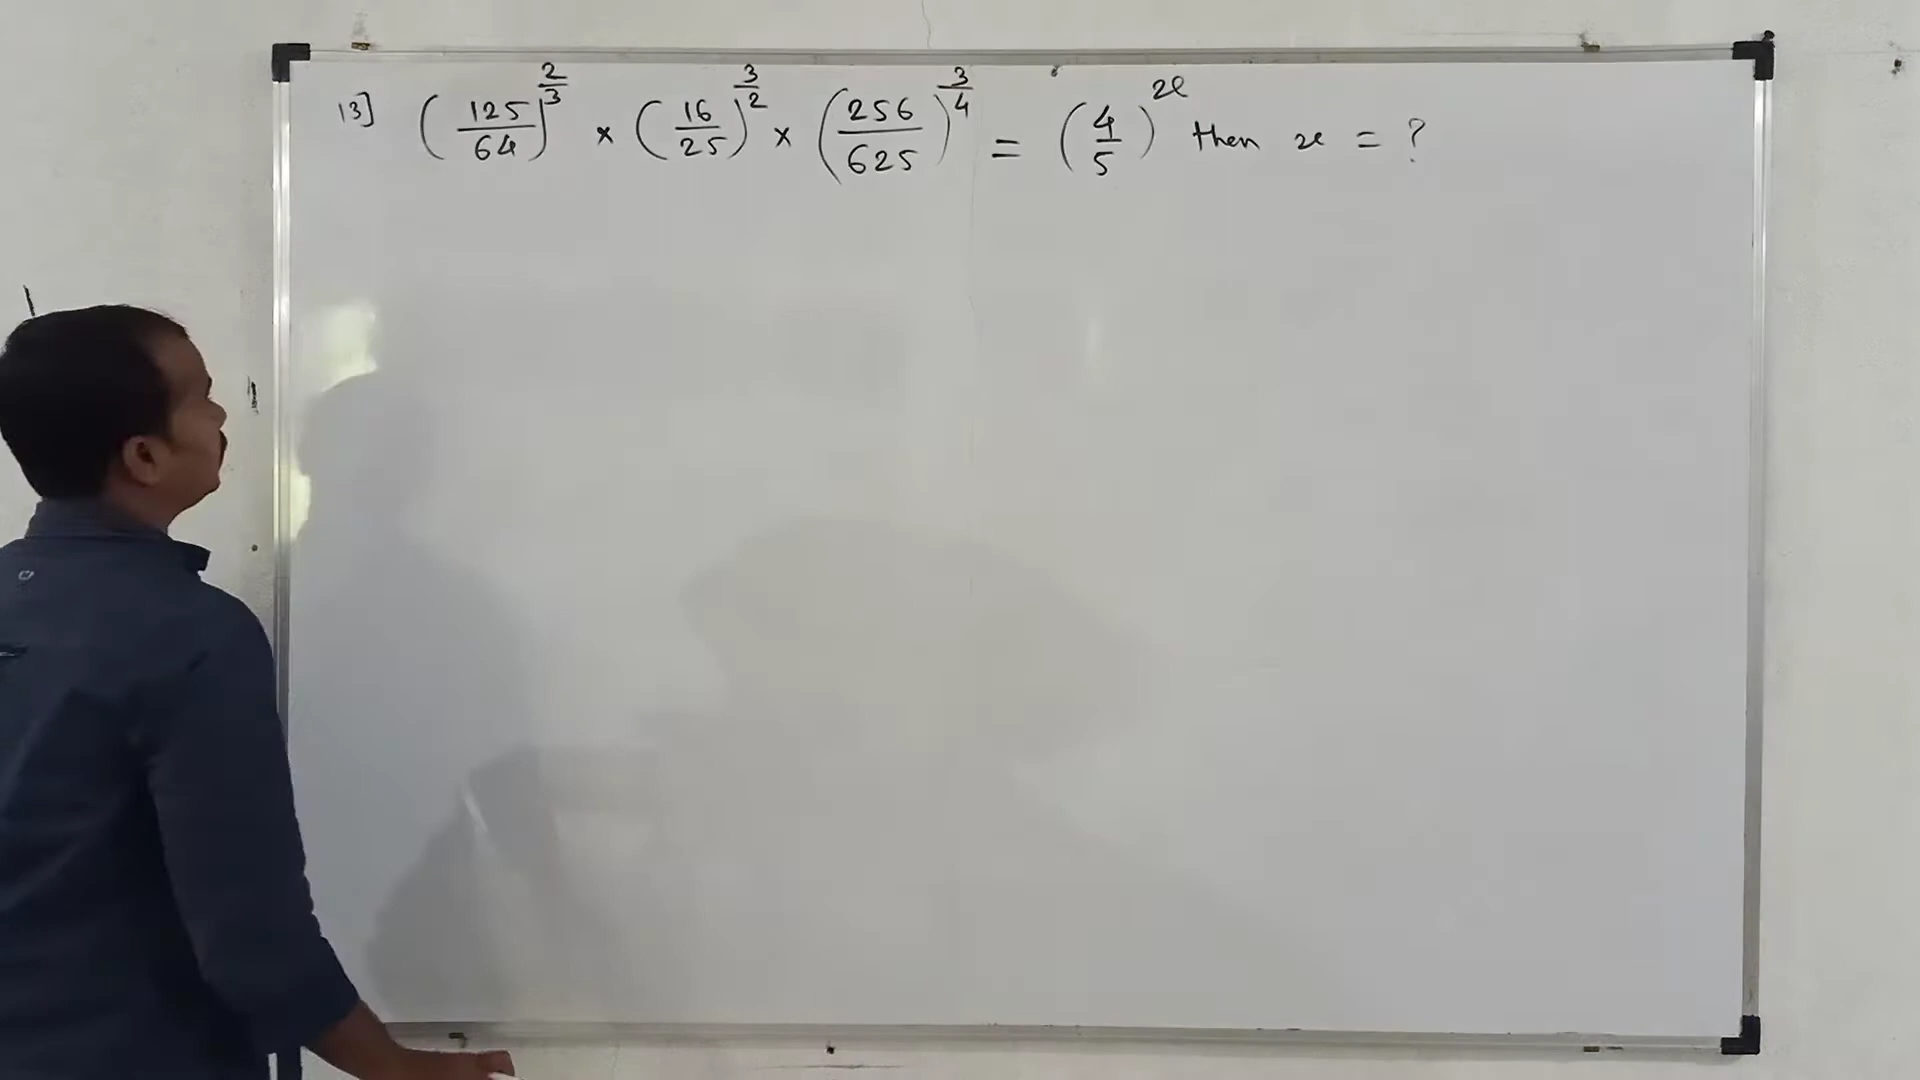 13] (125/64)^(2/3) × (16/25)^(3/2) × (256/625)^(3/4) = (4/5)^x then x = ?